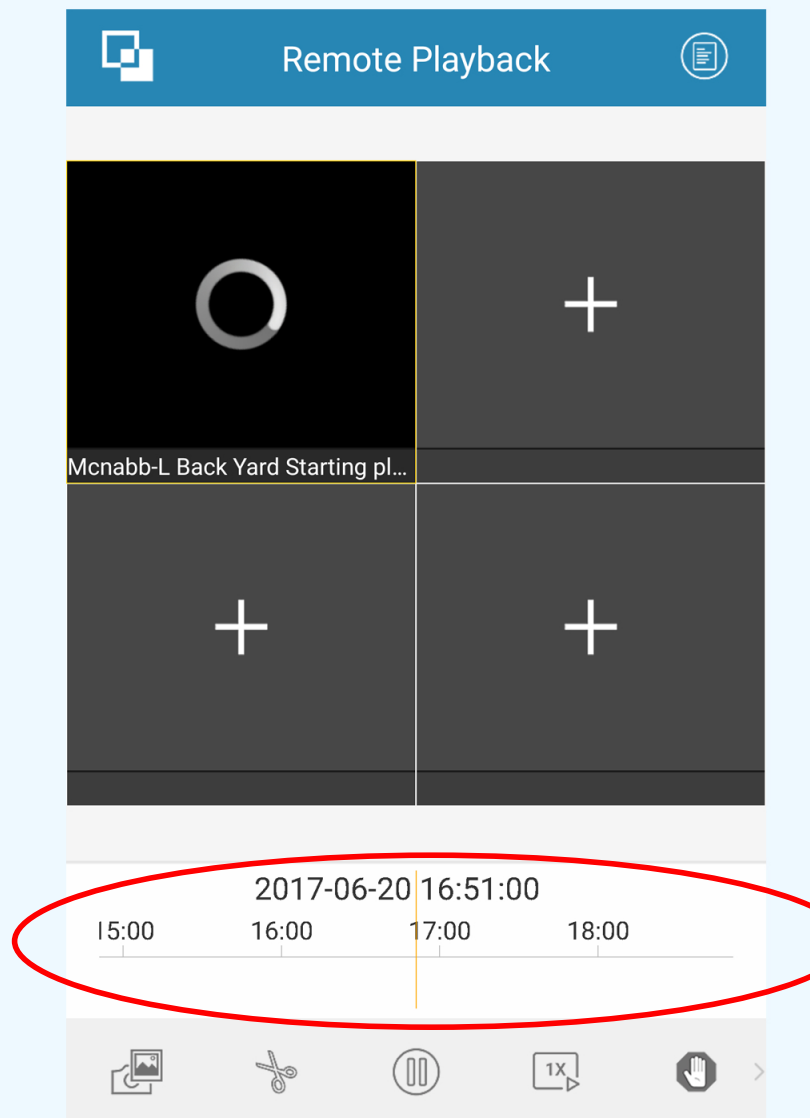 Remote Playback
Mcnabb-L Back Yard Starting pl...
2017-06-20 16:51:00
15:00 16:00 17:00 18:00
1X